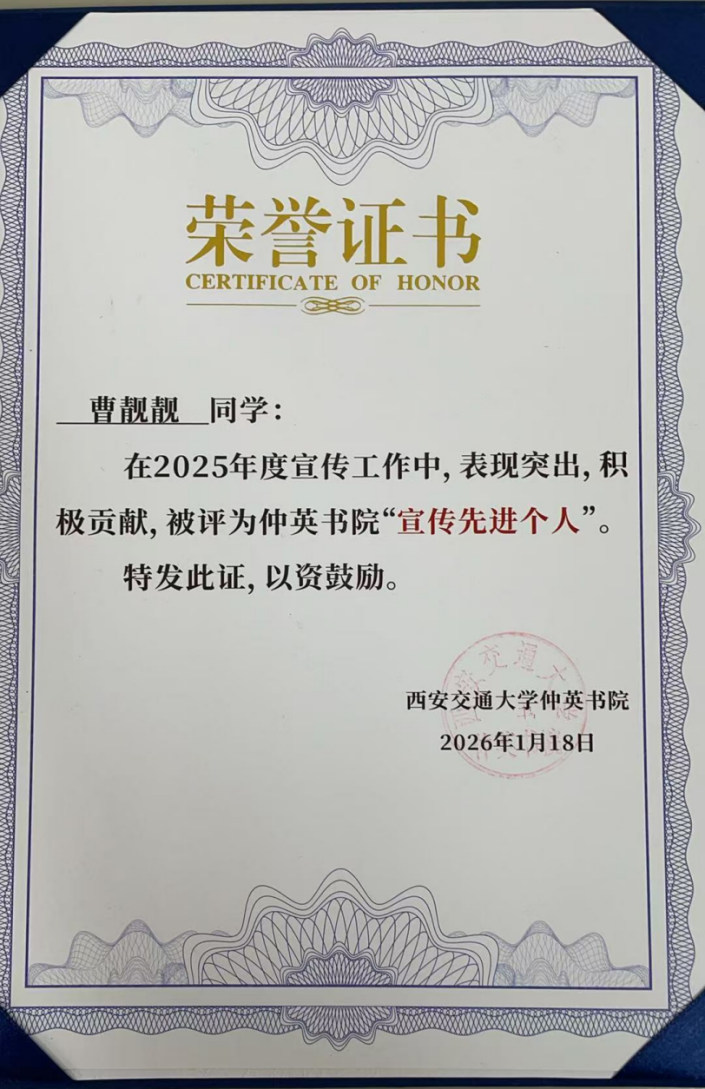 荣誉证书
CERTIFICATE OF HONOR
曹靓靓 同学：
在2025年度宣传工作中，表现突出，积
极贡献，被评为仲英书院“宣传先进个人”。
特发此证，以资鼓励。
西安交通大学仲英书院
2026年1月18日